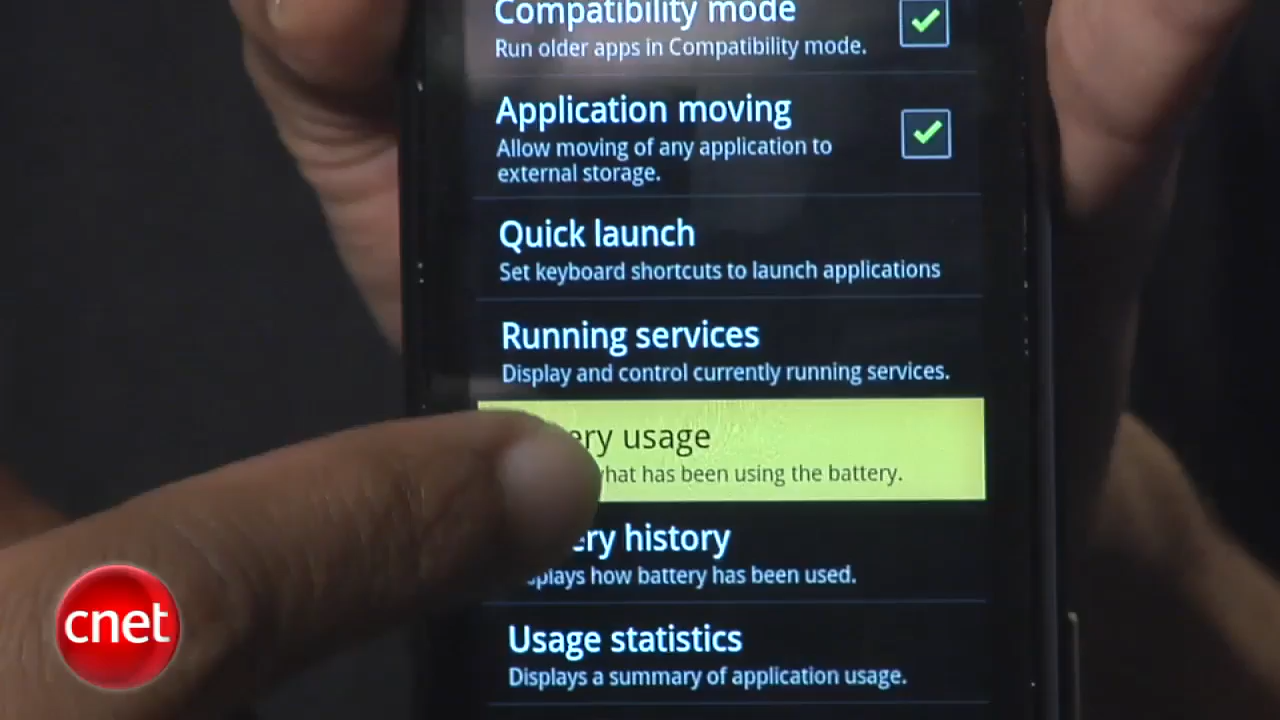 Compatibility mode
Run older apps in Compatibility mode.
Application moving
Allow moving of any application to
external storage.
Quick launch
Set keyboard shortcuts to launch applications
Running services
Display and control currently running services.
ery usage
what has been using the battery.
ery history
splays how battery has been used.
Usage statistics
Displays a summary of application usage.
cnet